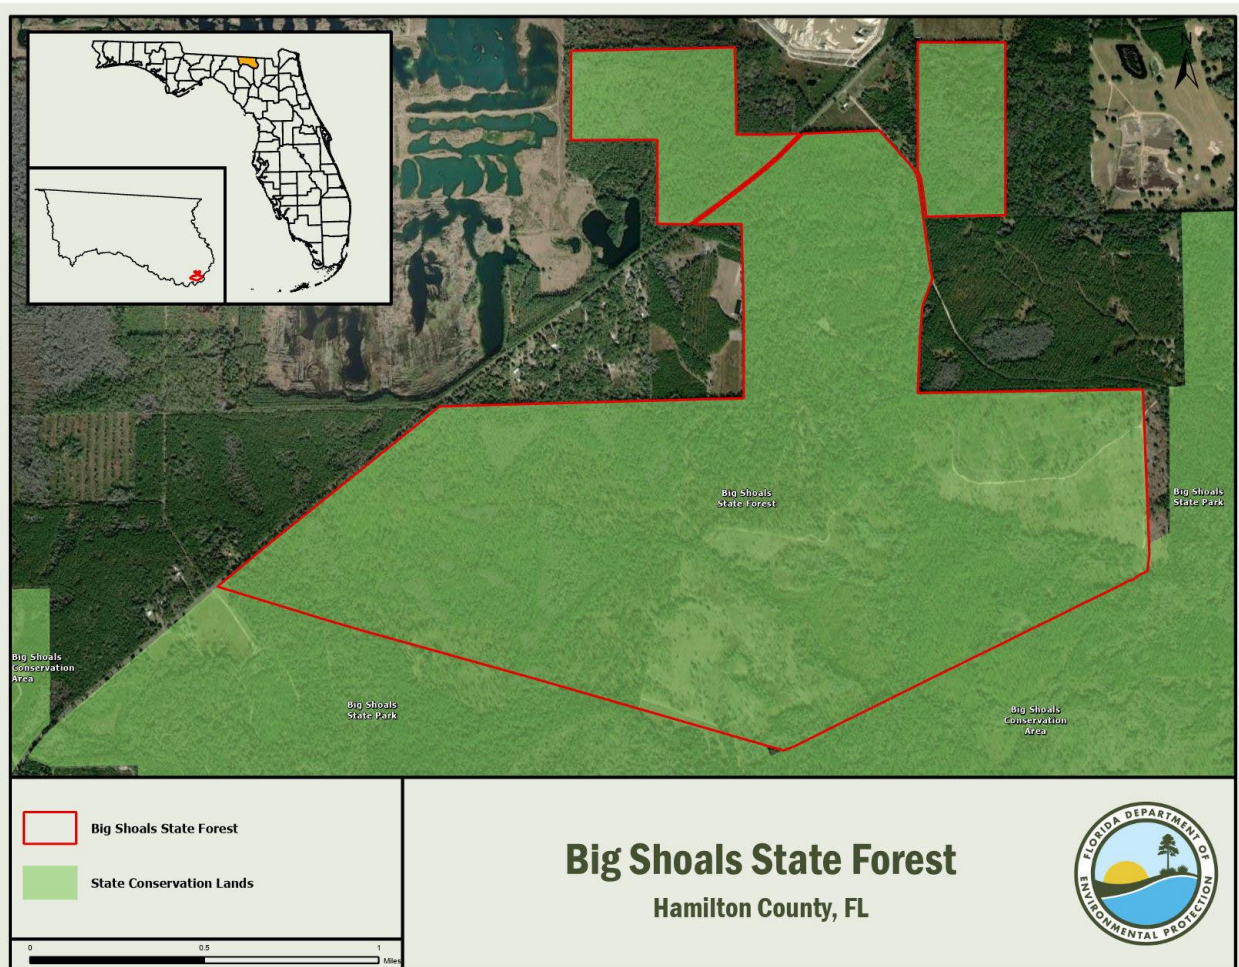 Big Shoals
State Forest
Big Shoals
State Park
Big Shoals
Conservation
Area
Big Shoals
State Park
Big Shoals
Conservation
Area
Big Shoals State Forest
State Conservation Lands
0 0.5 1
Miles
Big Shoals State Forest
Hamilton County, FL
FLORIDA DEPARTMENT OF
ENVIRONMENTAL PROTECTION